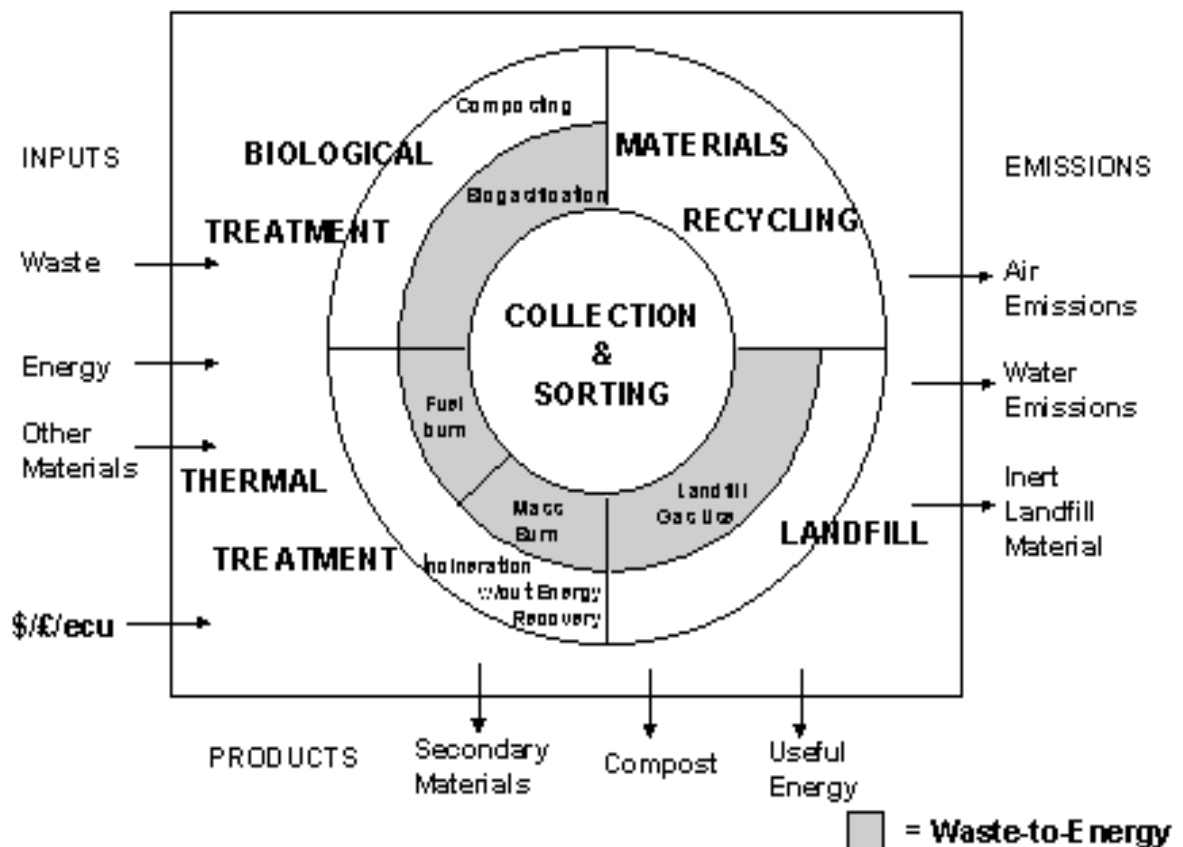 INPUTS
Waste
Energy
Other
Materials
$/£/ecu
BIOLOGICAL
TREATMENT
Composting
Biogasification
MATERIALS
RECYCLING
COLLECTION
&
SORTING
THERMAL
TREATMENT
Fuel
burn
Mass
Burn
Incineration
w/out Energy
Recovery
Landfill
Gas Use
LANDFILL
EMISSIONS
Air
Emissions
Water
Emissions
Inert
Landfill
Material
PRODUCTS
Secondary
Materials
Compost
Useful
Energy
= Waste-to-Energy